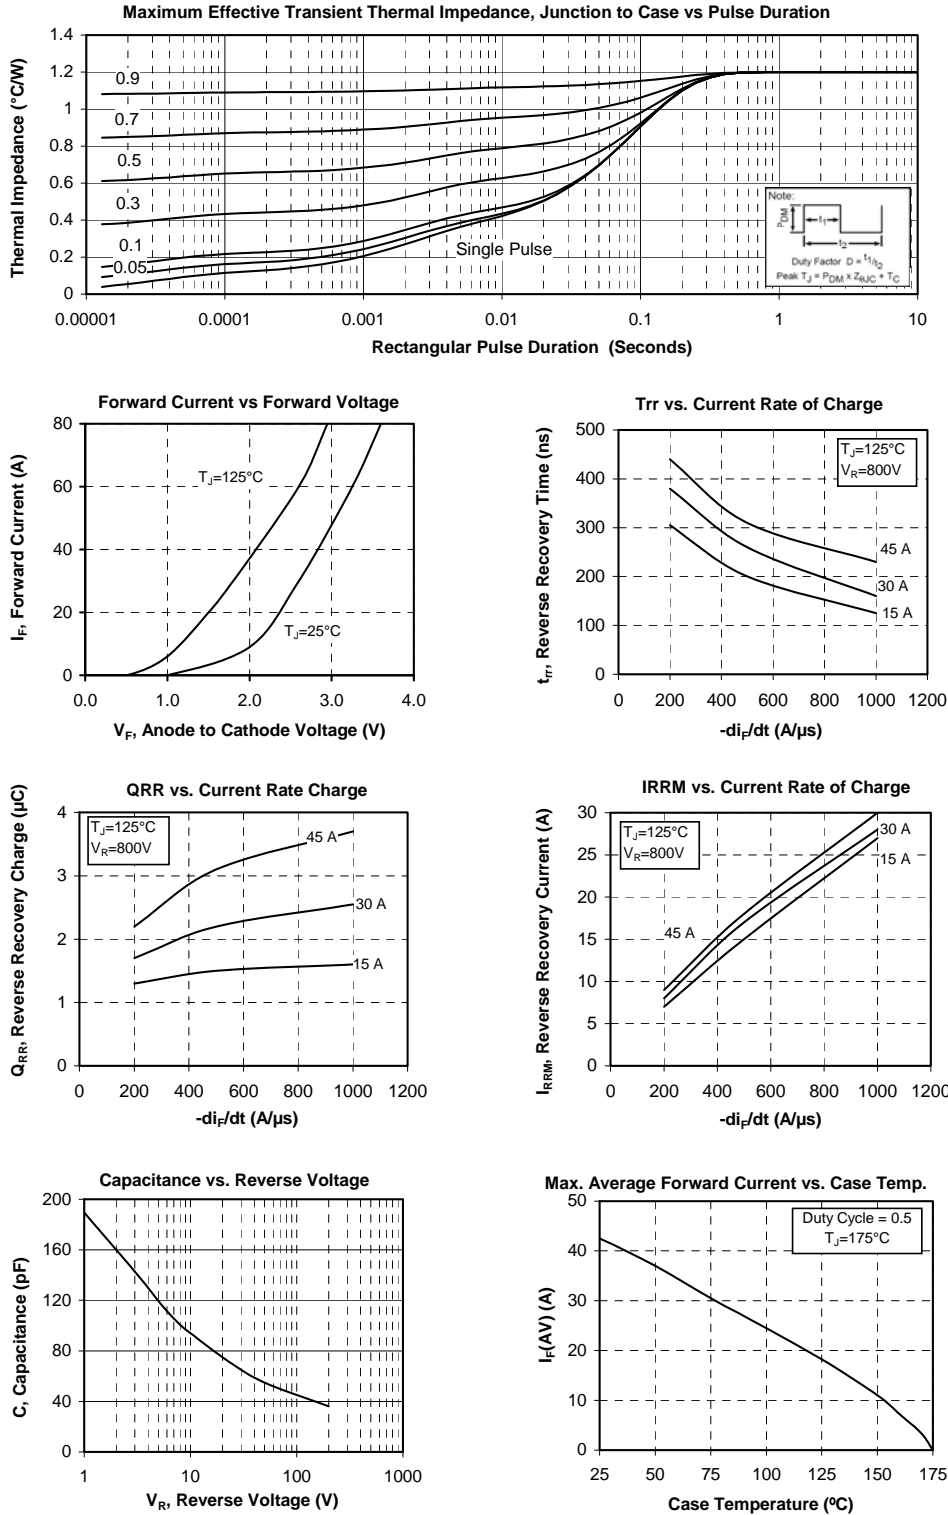 Maximum Effective Transient Thermal Impedance, Junction to Case vs Pulse Duration
Thermal Impedance (°C/W)
1.4
1.2
1
0.8
0.6
0.4
0.2
0
0.9
0.7
0.5
0.3
0.1
0.05
Single Pulse
Note:
PDM
t1
t2
Duty Factor D = t1/t2
Peak TJ = PDM x ZθJC + TC
0.00001 0.0001 0.001 0.01 0.1 1 10
Rectangular Pulse Duration (Seconds)
Forward Current vs Forward Voltage
IF, Forward Current (A)
80
60
40
20
0
TJ=125°C
TJ=25°C
0.0 1.0 2.0 3.0 4.0
VF, Anode to Cathode Voltage (V)
Trr vs. Current Rate of Charge
trr, Reverse Recovery Time (ns)
500
400
300
200
100
0
TJ=125°C
VR=800V
45 A
30 A
15 A
0 200 400 600 800 1000 1200
-diF/dt (A/µs)
QRR vs. Current Rate Charge
QRR, Reverse Recovery Charge (µC)
4
3
2
1
0
TJ=125°C
VR=800V
45 A
30 A
15 A
0 200 400 600 800 1000 1200
-diF/dt (A/µs)
IRRM vs. Current Rate of Charge
IRRM, Reverse Recovery Current (A)
30
25
20
15
10
5
0
TJ=125°C
VR=800V
30 A
15 A
45 A
0 200 400 600 800 1000 1200
-diF/dt (A/µs)
Capacitance vs. Reverse Voltage
C, Capacitance (pF)
200
160
120
80
40
0
1 10 100 1000
VR, Reverse Voltage (V)
Max. Average Forward Current vs. Case Temp.
IF(AV) (A)
50
40
30
20
10
0
Duty Cycle = 0.5
TJ=175°C
25 50 75 100 125 150 175
Case Temperature (ºC)